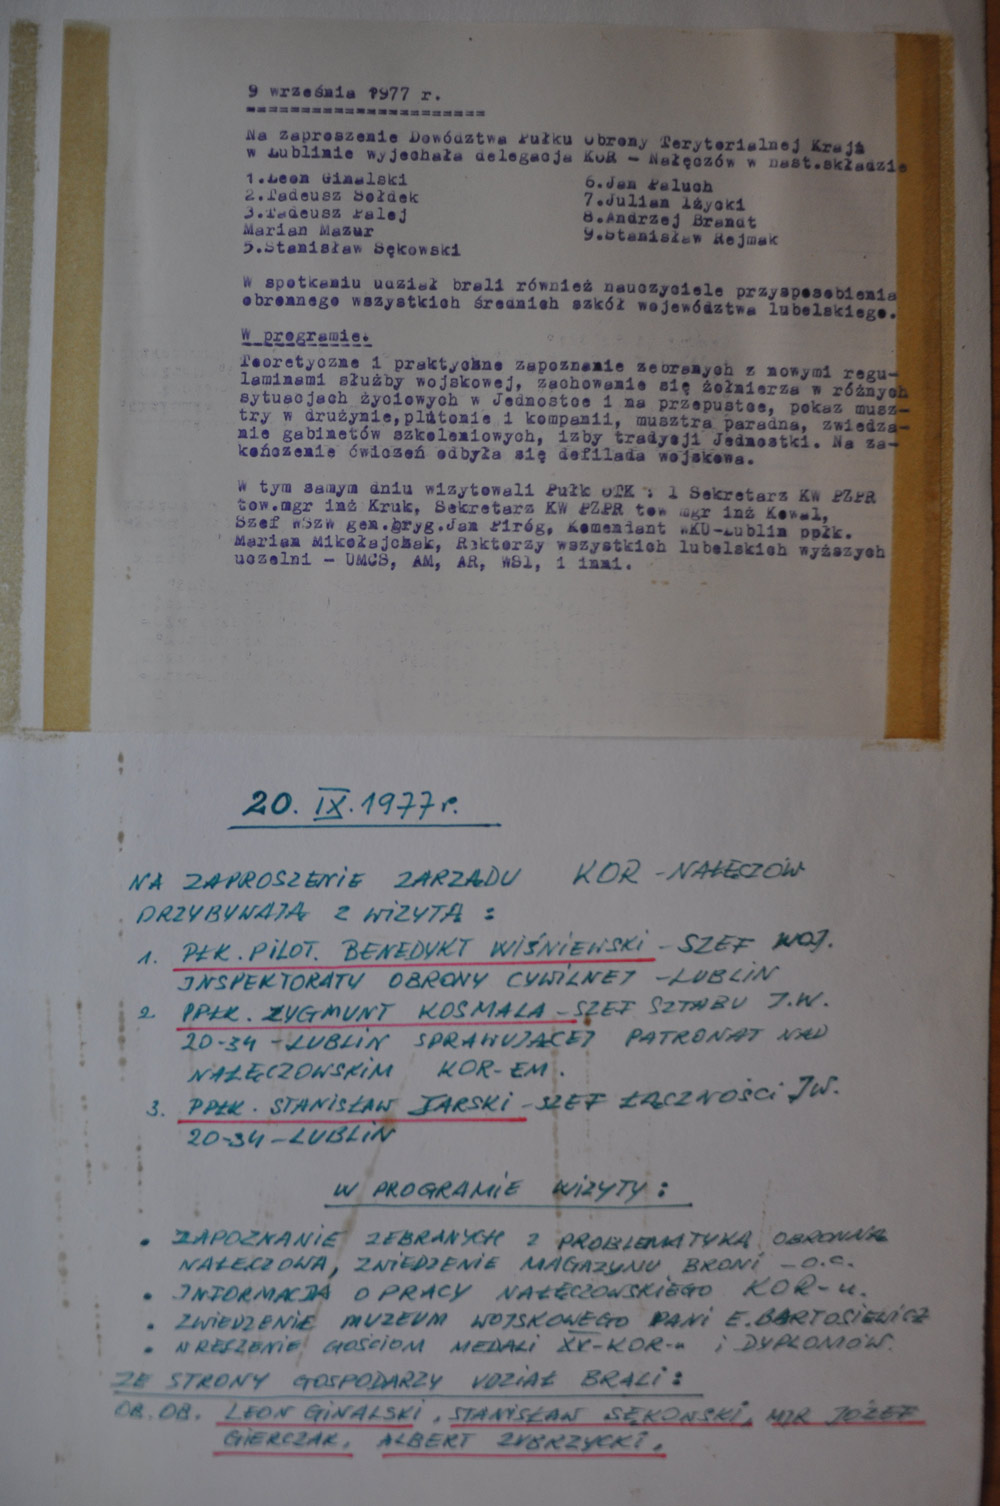 9 września 1977 r.
=====================
Na zaproszenie Dowództwa Pułku Obrony Terytorialnej Kraju
w Lublinie wyjechała delegacja KOR - Nałęczów w nast.składzie
1.Leon Ginalski
2.Tadeusz Sołdek
3.Tadeusz Palej
Marian Mazur
5.Stanisław Sękowski
6.Jan Paluch
7.Julian Iżycki
8.Andrzej Brandt
9.Stanisław Rejmak
W spotkaniu udział brali również nauczyciele przysposobienia
obronnego wszystkich średnich szkół województwa lubelskiego.
W programie.
Teoretyczne i praktyczne zapoznanie zebranych z nowymi regu-
laminami służby wojskowej, zachowanie się żołnierza w różnych
sytuacjach życiowych w Jednostce i na przepustce, pokaz musz-
try w drużynie,plutonie i kompanii, musztra paradna, zwiedza-
nie gabinetów szkoleniowych, izby tradycji Jednostki. Na za-
kończenie ćwiczeń odbyła się defilada wojskowa.
W tym samym dniu wizytowali Pułk OTK : 1 Sekretarz KW PZPR
tow.mgr inż Kruk, Sekretarz KW PZPR tow mgr inż Kowal,
Szef WSzW gen.bryg.Jan Piróg, Komendant WKU-Lublin ppłk.
Marian Mikołajczak, Rektorzy wszystkich lubelskich wyższych
uczelni - UMCS, AM, AR, WSI, i inni.
20. IX. 1977 r.
NA ZAPROSZENIE ZARZĄDU KOR - NAŁĘCZÓW
PRZYBYWAJĄ Z WIZYTĄ :
1. PŁK. PILOT. BENEDYKT WIŚNIEWSKI - SZEF WOJ.
INSPEKTORATU OBRONY CYWILNEJ - LUBLIN
2. PPŁK. ZYGMUNT KOSMALA - SZEF SZTABU J.W.
20-34 - LUBLIN SPRAWUJĄCEJ PATRONAT NAD
NAŁĘCZOWSKIM KOR-EM.
3. PPŁK. STANISŁAW JARSKI - SZEF ŁĄCZNOŚCI JW.
20-34 - LUBLIN
W PROGRAMIE WIZYTY :
• ZAPOZNANIE ZEBRANYCH Z PROBLEMATYKĄ OBRONNĄ
NAŁĘCZOWA, ZWIEDZENIE MAGAZYNU BRONI - O.C.
• INFORMACJA O PRACY NAŁĘCZOWSKIEGO KOR-u.
• ZWIEDZENIE MUZEUM WOJSKOWEGO PANI E. BARTOSIEWICZ
• WRĘCZENIE GOŚCIOM MEDALI XV-KOR-u i DYPLOMÓW.
ZE STRONY GOSPODARZY UDZIAŁ BRALI :
OB. OB. LEON GINALSKI, STANISŁAW SĘKOWSKI, MJR JÓZEF
GIERCZAK, ALBERT ZUBRZYCKI.